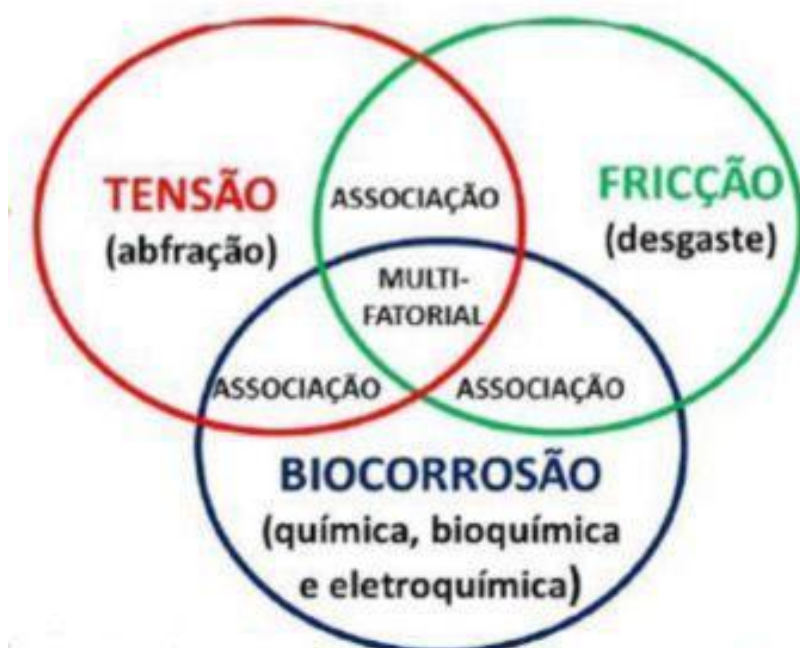 TENSÃO
(abfração)
ASSOCIAÇÃO
FRICÇÃO
(desgaste)
MULTI-
FATORIAL
ASSOCIAÇÃO
ASSOCIAÇÃO
BIOCORROSÃO
(química, bioquímica
e eletroquímica)